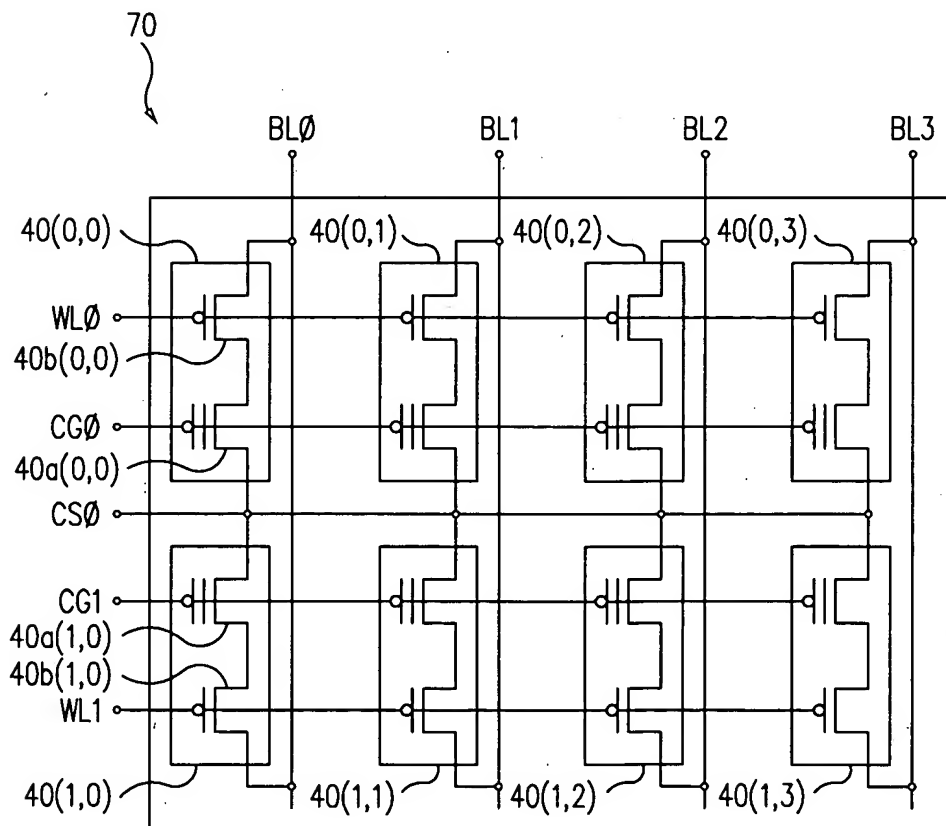 70
BLØ BL1 BL2 BL3
40(0,0) 40(0,1) 40(0,2) 40(0,3)
WLØ
40b(0,0)
CGØ
40a(0,0)
CSØ
CG1
40a(1,0)
40b(1,0)
WL1
40(1,0) 40(1,1) 40(1,2) 40(1,3)